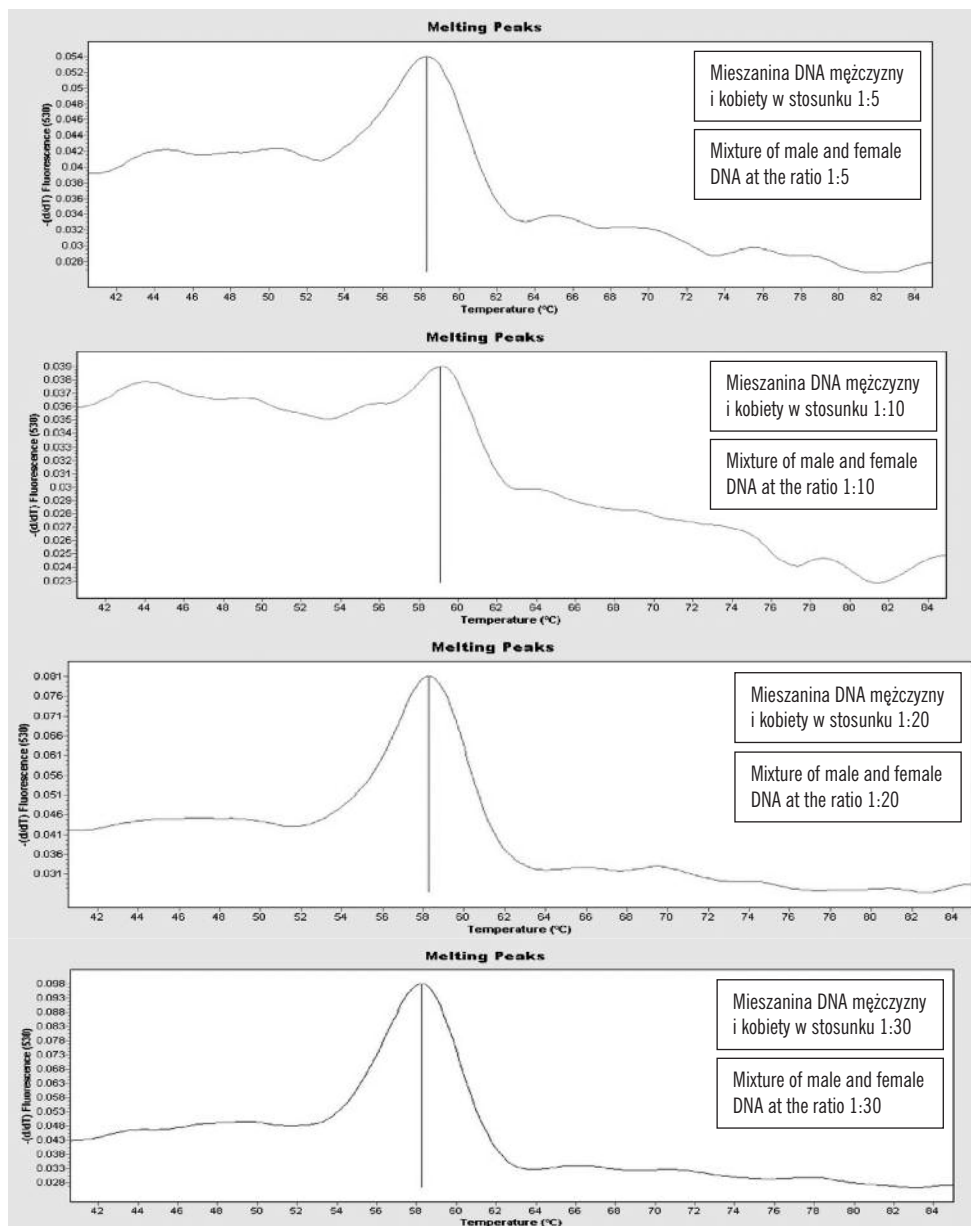 Melting Peaks
0.054
0.052
0.05
0.048
0.046
0.044
0.042
0.04
0.038
0.036
0.034
0.032
0.03
0.028
-(d/dT) Fluorescence (530)
Mieszanina DNA mężczyzny
i kobiety w stosunku 1:5
Mixture of male and female
DNA at the ratio 1:5
42 44 46 48 50 52 54 56 58 60 62 64 66 68 70 72 74 76 78 80 82 84
Temperature (°C)
Melting Peaks
0.039
0.038
0.037
0.036
0.035
0.034
0.033
0.032
0.031
0.03
0.029
0.028
0.027
0.026
0.025
0.024
0.023
-(d/dT) Fluorescence (530)
Mieszanina DNA mężczyzny
i kobiety w stosunku 1:10
Mixture of male and female
DNA at the ratio 1:10
42 44 46 48 50 52 54 56 58 60 62 64 66 68 70 72 74 76 78 80 82 84
Temperature (°C)
Melting Peaks
0.081
0.076
0.071
0.066
0.061
0.056
0.051
0.046
0.041
0.036
0.031
-(d/dT) Fluorescence (530)
Mieszanina DNA mężczyzny
i kobiety w stosunku 1:20
Mixture of male and female
DNA at the ratio 1:20
42 44 46 48 50 52 54 56 58 60 62 64 66 68 70 72 74 76 78 80 82 84
Temperature (°C)
Melting Peaks
0.098
0.093
0.088
0.083
0.078
0.073
0.068
0.063
0.058
0.053
0.048
0.043
0.038
0.033
0.028
-(d/dT) Fluorescence (530)
Mieszanina DNA mężczyzny
i kobiety w stosunku 1:30
Mixture of male and female
DNA at the ratio 1:30
42 44 46 48 50 52 54 56 58 60 62 64 66 68 70 72 74 76 78 80 82 84
Temperature (°C)